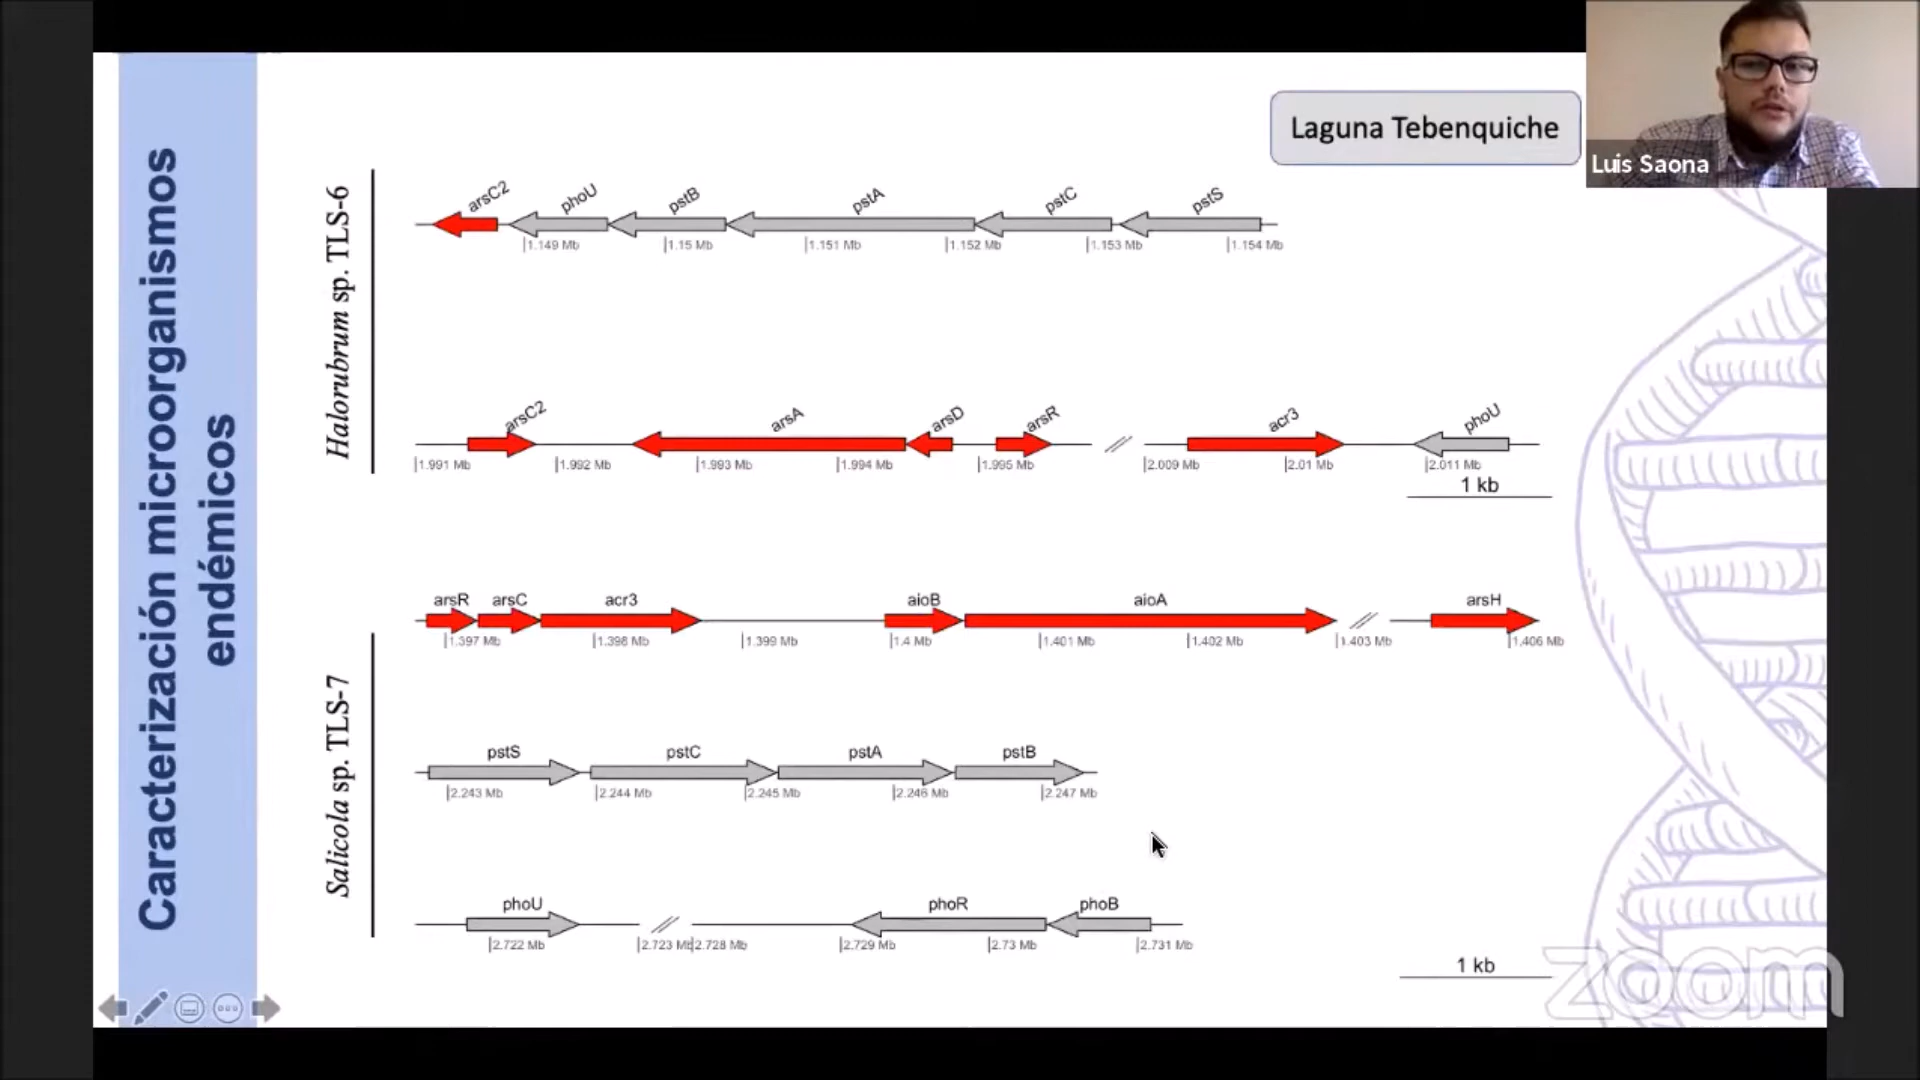 Laguna Tebenquiche
Luis Saona
Caracterización microorganismos
endémicos
Halorubrum sp. TLS-6
arsC2 phoU pstB pstA pstC pstS
1.149 Mb 1.15 Mb 1.151 Mb 1.152 Mb 1.153 Mb 1.154 Mb
arsC2 arsA arsD arsR acr3 phoU
1.991 Mb 1.992 Mb 1.993 Mb 1.994 Mb 1.995 Mb 2.009 Mb 2.01 Mb 2.011 Mb
1 kb
Salicola sp. TLS-7
arsR arsC acr3 aioB aioA arsH
1.397 Mb 1.398 Mb 1.399 Mb 1.4 Mb 1.401 Mb 1.402 Mb 1.403 Mb 1.406 Mb
pstS pstC pstA pstB
2.243 Mb 2.244 Mb 2.245 Mb 2.246 Mb 2.247 Mb
phoU phoR phoB
2.722 Mb 2.723 Mb 2.728 Mb 2.729 Mb 2.73 Mb 2.731 Mb
1 kb
zoom